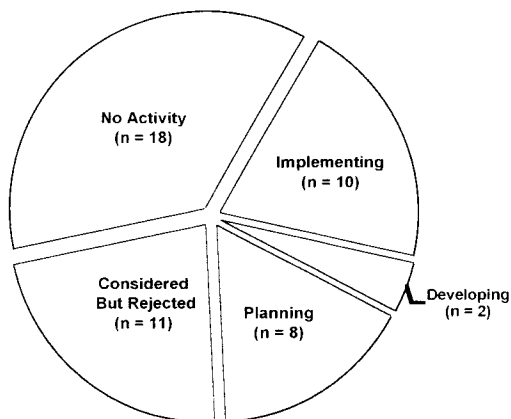 No Activity
(n = 18)
Implementing
(n = 10)
Developing
(n = 2)
Planning
(n = 8)
Considered
But Rejected
(n = 11)